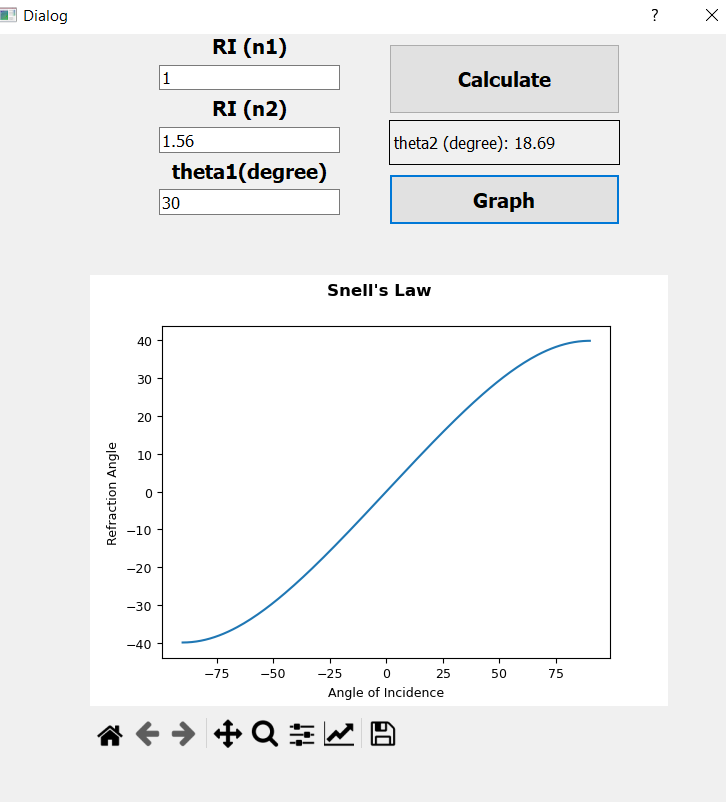 Dialog
?
RI (n1)
1
RI (n2)
1.56
theta1(degree)
30
Calculate
theta2 (degree): 18.69
Graph
Snell's Law
40
30
20
10
0
−10
−20
−30
−40
Refraction Angle
−75 −50 −25 0 25 50 75
Angle of Incidence